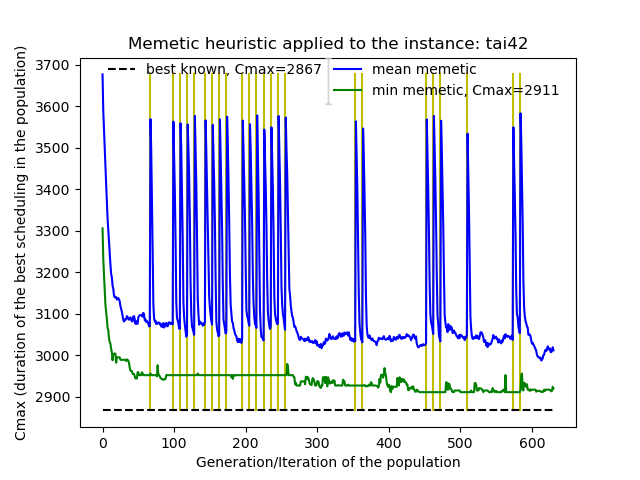 Memetic heuristic applied to the instance: tai42
best known, Cmax=2867
mean memetic
min memetic, Cmax=2911
Cmax (duration of the best scheduling in the population)
3700
3600
3500
3400
3300
3200
3100
3000
2900
0 100 200 300 400 500 600
Generation/Iteration of the population